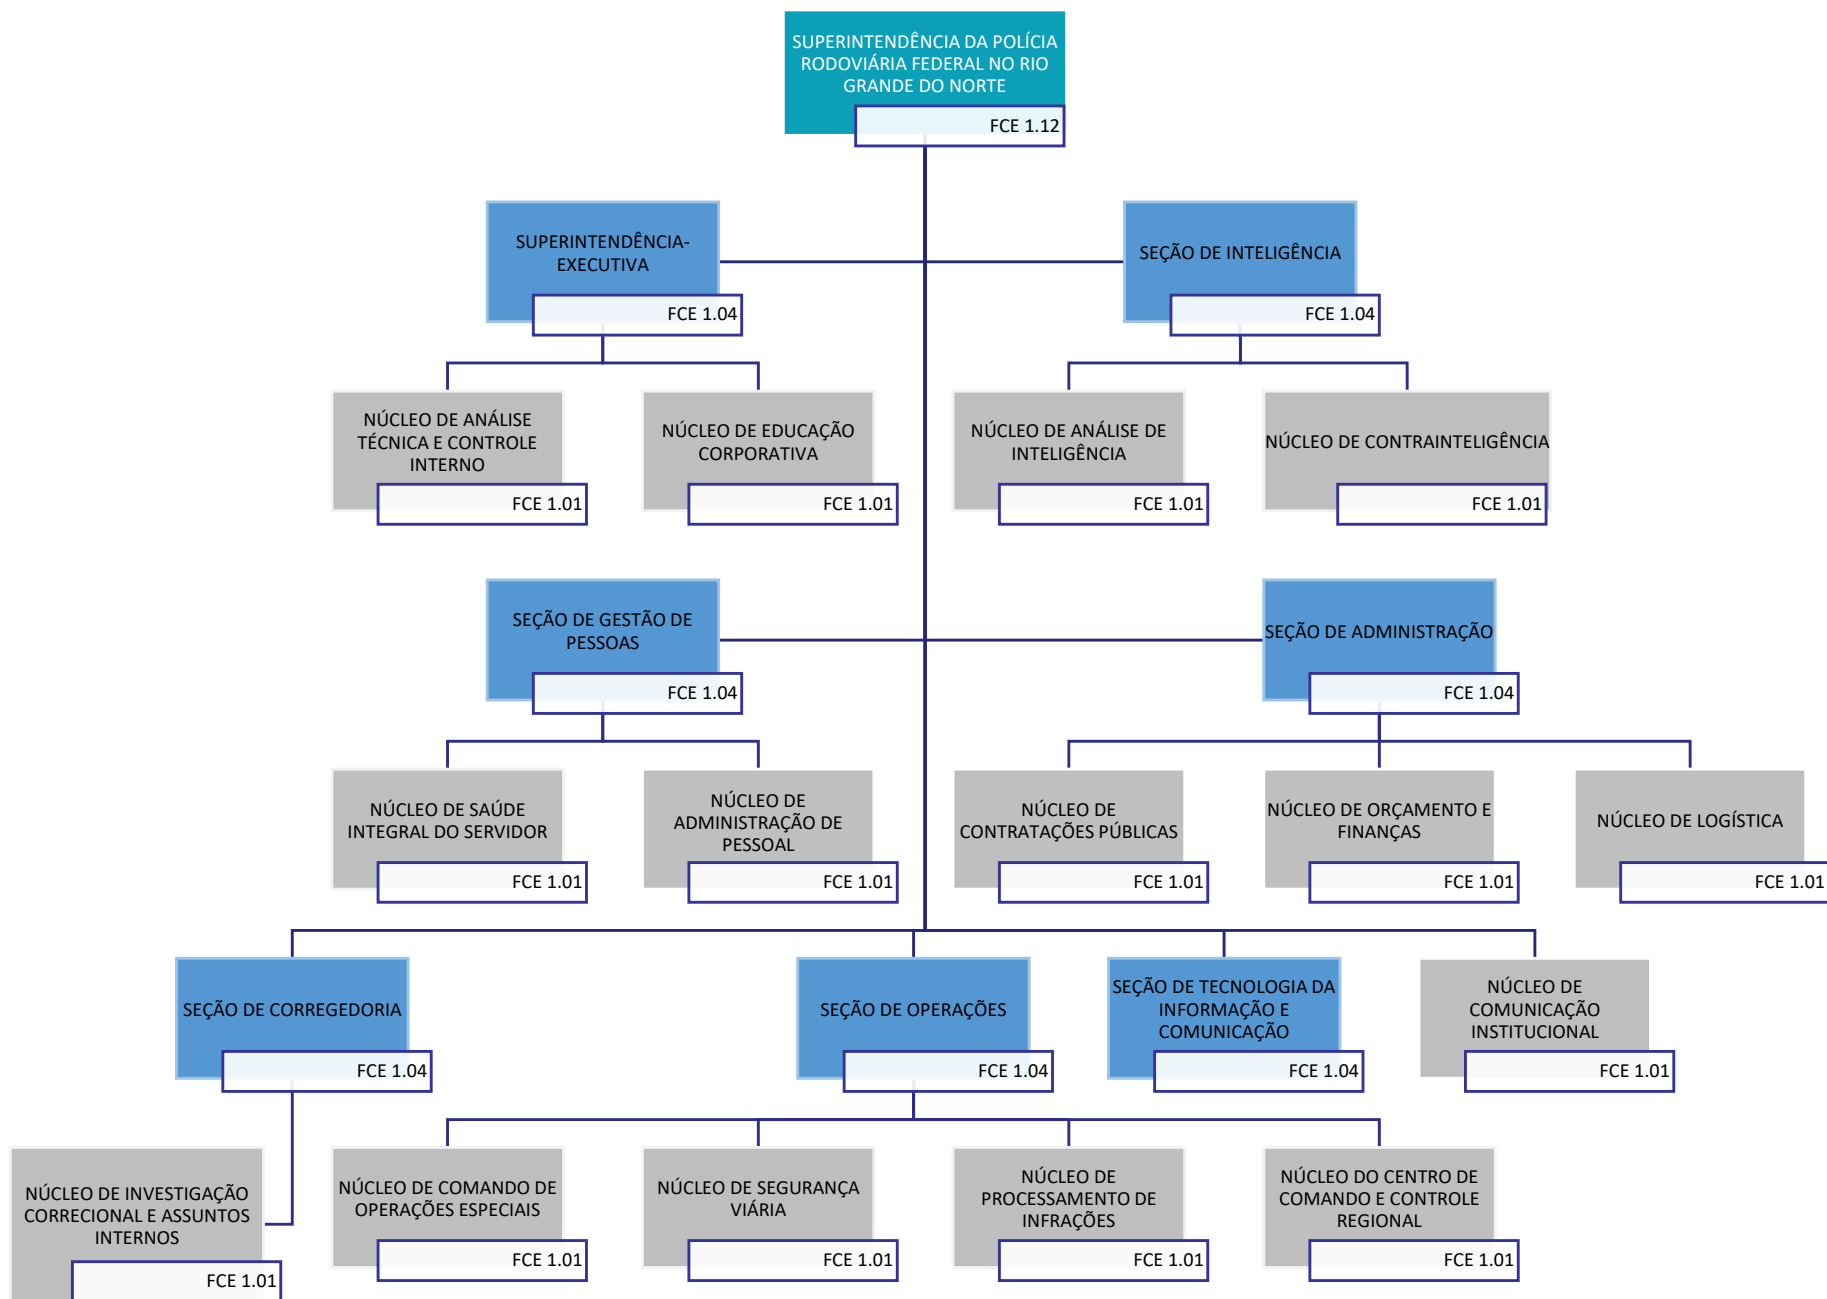 SUPERINTENDÊNCIA DA POLÍCIA
RODOVIÁRIA FEDERAL NO RIO
GRANDE DO NORTE
FCE 1.12
SUPERINTENDÊNCIA-
EXECUTIVA
FCE 1.04
SEÇÃO DE INTELIGÊNCIA
FCE 1.04
NÚCLEO DE ANÁLISE
TÉCNICA E CONTROLE
INTERNO
FCE 1.01
NÚCLEO DE EDUCAÇÃO
CORPORATIVA
FCE 1.01
NÚCLEO DE ANÁLISE DE
INTELIGÊNCIA
FCE 1.01
NÚCLEO DE CONTRAINTELIGÊNCIA
FCE 1.01
SEÇÃO DE GESTÃO DE
PESSOAS
FCE 1.04
SEÇÃO DE ADMINISTRAÇÃO
FCE 1.04
NÚCLEO DE SAÚDE
INTEGRAL DO SERVIDOR
FCE 1.01
NÚCLEO DE
ADMINISTRAÇÃO DE
PESSOAL
FCE 1.01
NÚCLEO DE
CONTRATAÇÕES PÚBLICAS
FCE 1.01
NÚCLEO DE ORÇAMENTO E
FINANÇAS
FCE 1.01
NÚCLEO DE LOGÍSTICA
FCE 1.01
SEÇÃO DE CORREGEDORIA
FCE 1.04
SEÇÃO DE OPERAÇÕES
FCE 1.04
SEÇÃO DE TECNOLOGIA DA
INFORMAÇÃO E
COMUNICAÇÃO
FCE 1.04
NÚCLEO DE
COMUNICAÇÃO
INSTITUCIONAL
FCE 1.01
NÚCLEO DE INVESTIGAÇÃO
CORRECIONAL E ASSUNTOS
INTERNOS
FCE 1.01
NÚCLEO DE COMANDO DE
OPERAÇÕES ESPECIAIS
FCE 1.01
NÚCLEO DE SEGURANÇA
VIÁRIA
FCE 1.01
NÚCLEO DE
PROCESSAMENTO DE
INFRAÇÕES
FCE 1.01
NÚCLEO DO CENTRO DE
COMANDO E CONTROLE
REGIONAL
FCE 1.01